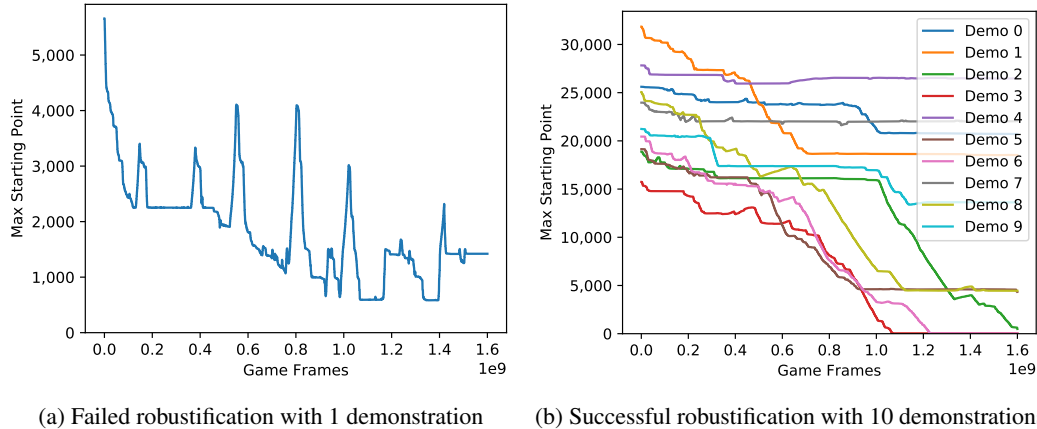 5,000
4,000
3,000
2,000
1,000
0
Max Starting Point
0.0 0.2 0.4 0.6 0.8 1.0 1.2 1.4 1.6
Game Frames
1e9
(a) Failed robustification with 1 demonstration
30,000
25,000
20,000
15,000
10,000
5,000
0
Max Starting Point
Demo 0
Demo 1
Demo 2
Demo 3
Demo 4
Demo 5
Demo 6
Demo 7
Demo 8
Demo 9
0.0 0.2 0.4 0.6 0.8 1.0 1.2 1.4 1.6
Game Frames
1e9
(b) Successful robustification with 10 demonstration